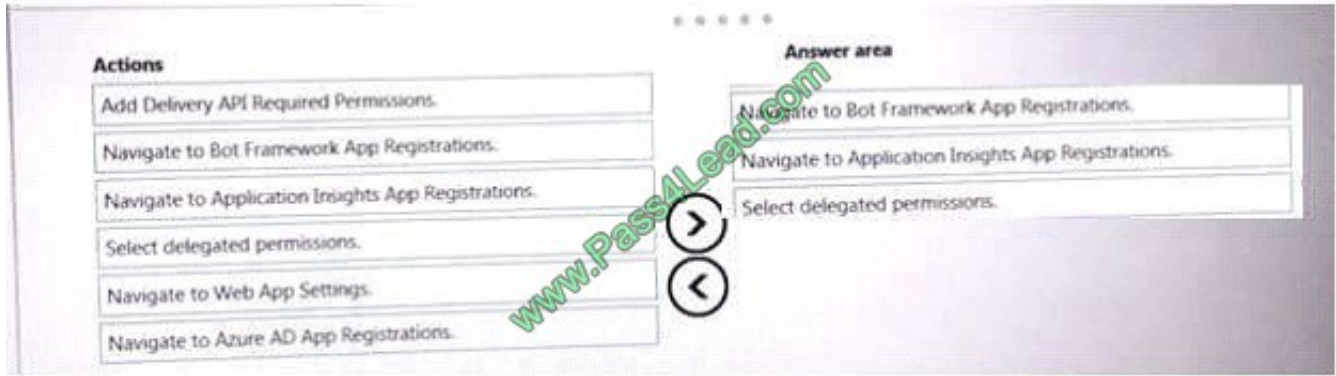 Actions
Add Delivery API Required Permissions.
Navigate to Bot Framework App Registrations.
Navigate to Application Insights App Registrations.
Select delegated permissions.
Navigate to Web App Settings.
Navigate to Azure AD App Registrations.
Answer area
Navigate to Bot Framework App Registrations.
Navigate to Application Insights App Registrations.
Select delegated permissions.
www.Pass4Lead.com